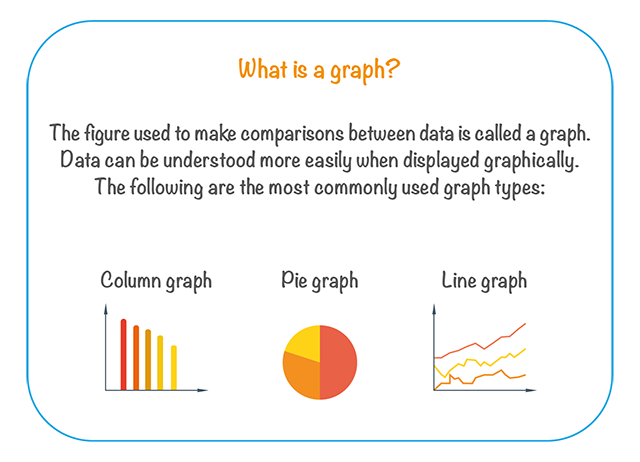 What is a graph?
The figure used to make comparisons between data is called a graph.
Data can be understood more easily when displayed graphically.
The following are the most commonly used graph types:
Column graph
Pie graph
Line graph